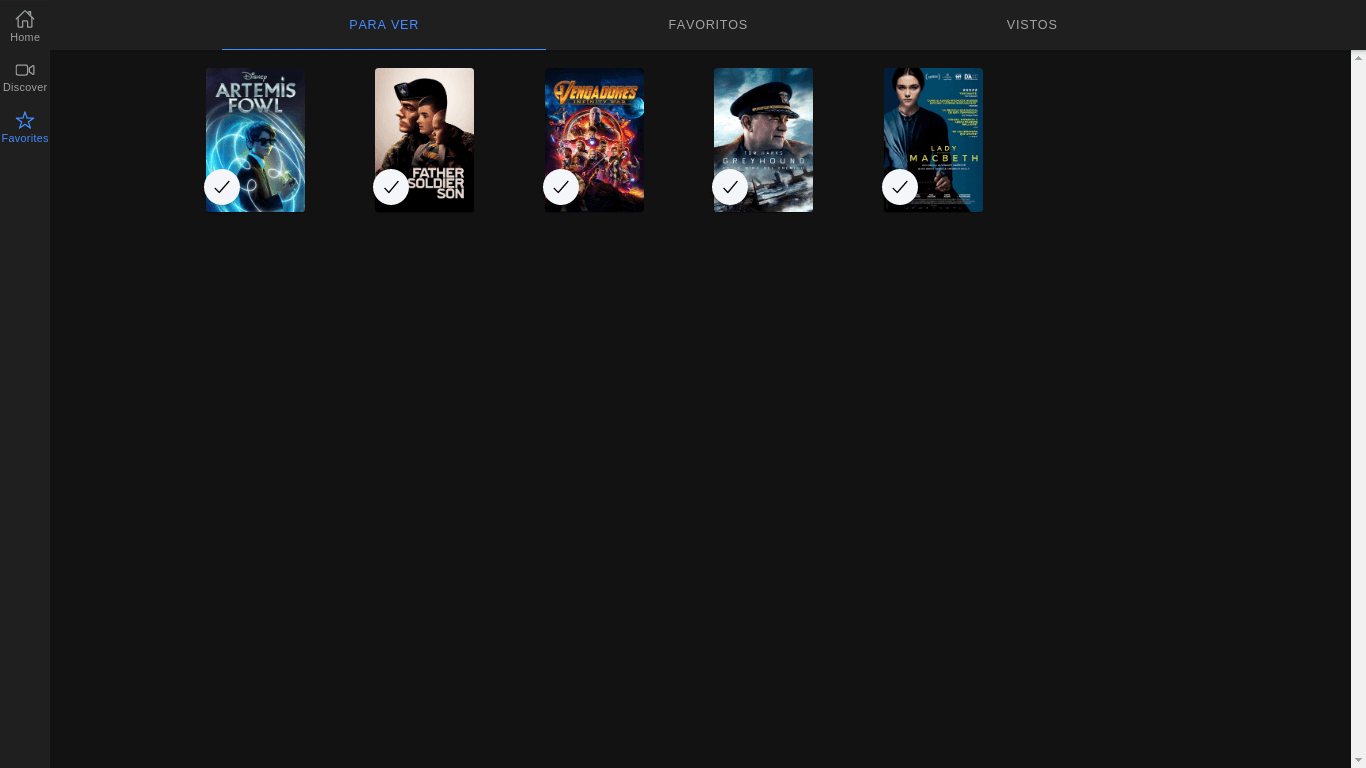 Home
Discover
Favorites
PARA VER
FAVORITOS
VISTOS
Disney
ARTEMIS
FOWL
FATHER
SOLDIER
SON
VENGADORES
INFINITY WAR
TOM HANKS
GREYHOUND
LADY
MACBETH